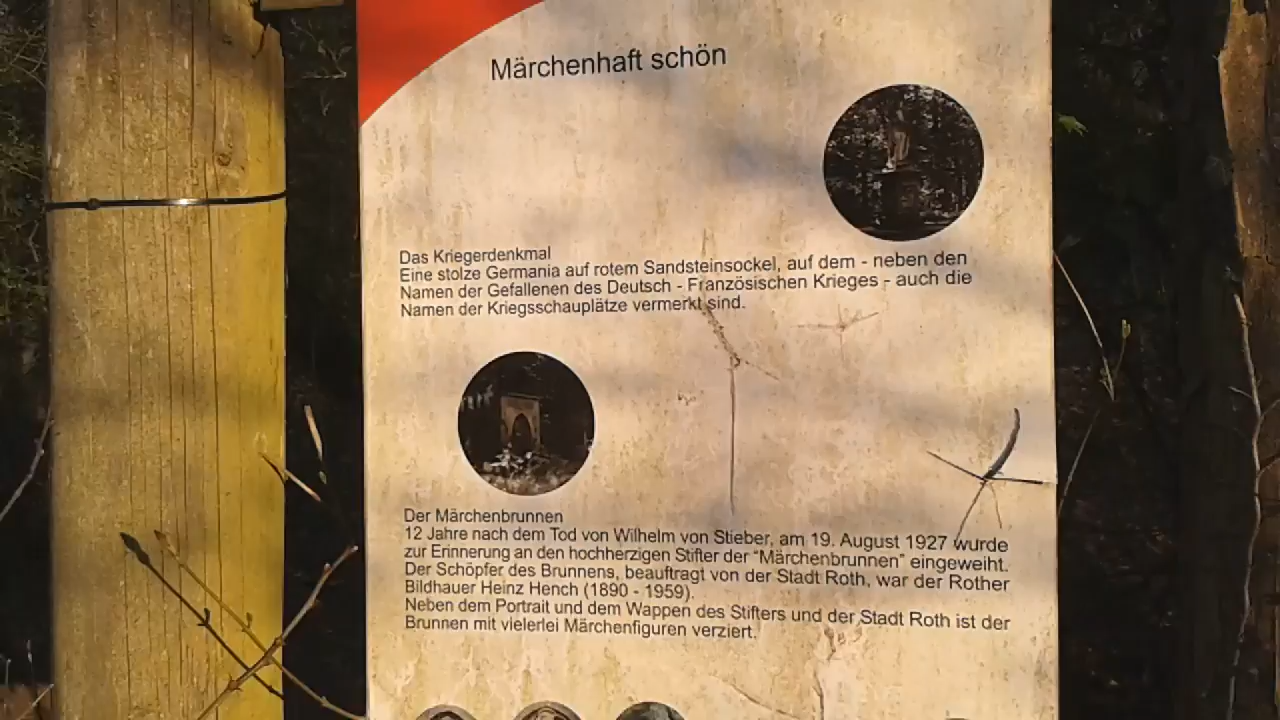 Märchenhaft schön
Das Kriegerdenkmal
Eine stolze Germania auf rotem Sandsteinsockel, auf dem - neben den
Namen der Gefallenen des Deutsch - Französischen Krieges - auch die
Namen der Kriegsschauplätze vermerkt sind.
Der Märchenbrunnen
12 Jahre nach dem Tod von Wilhelm von Stieber, am 19. August 1927 wurde
zur Erinnerung an den hochherzigen Stifter der “Märchenbrunnen” eingeweiht.
Der Schöpfer des Brunnens, beauftragt von der Stadt Roth, war der Rother
Bildhauer Heinz Hench (1890 - 1959).
Neben dem Portrait und dem Wappen des Stifters und der Stadt Roth ist der
Brunnen mit vielerlei Märchenfiguren verziert.